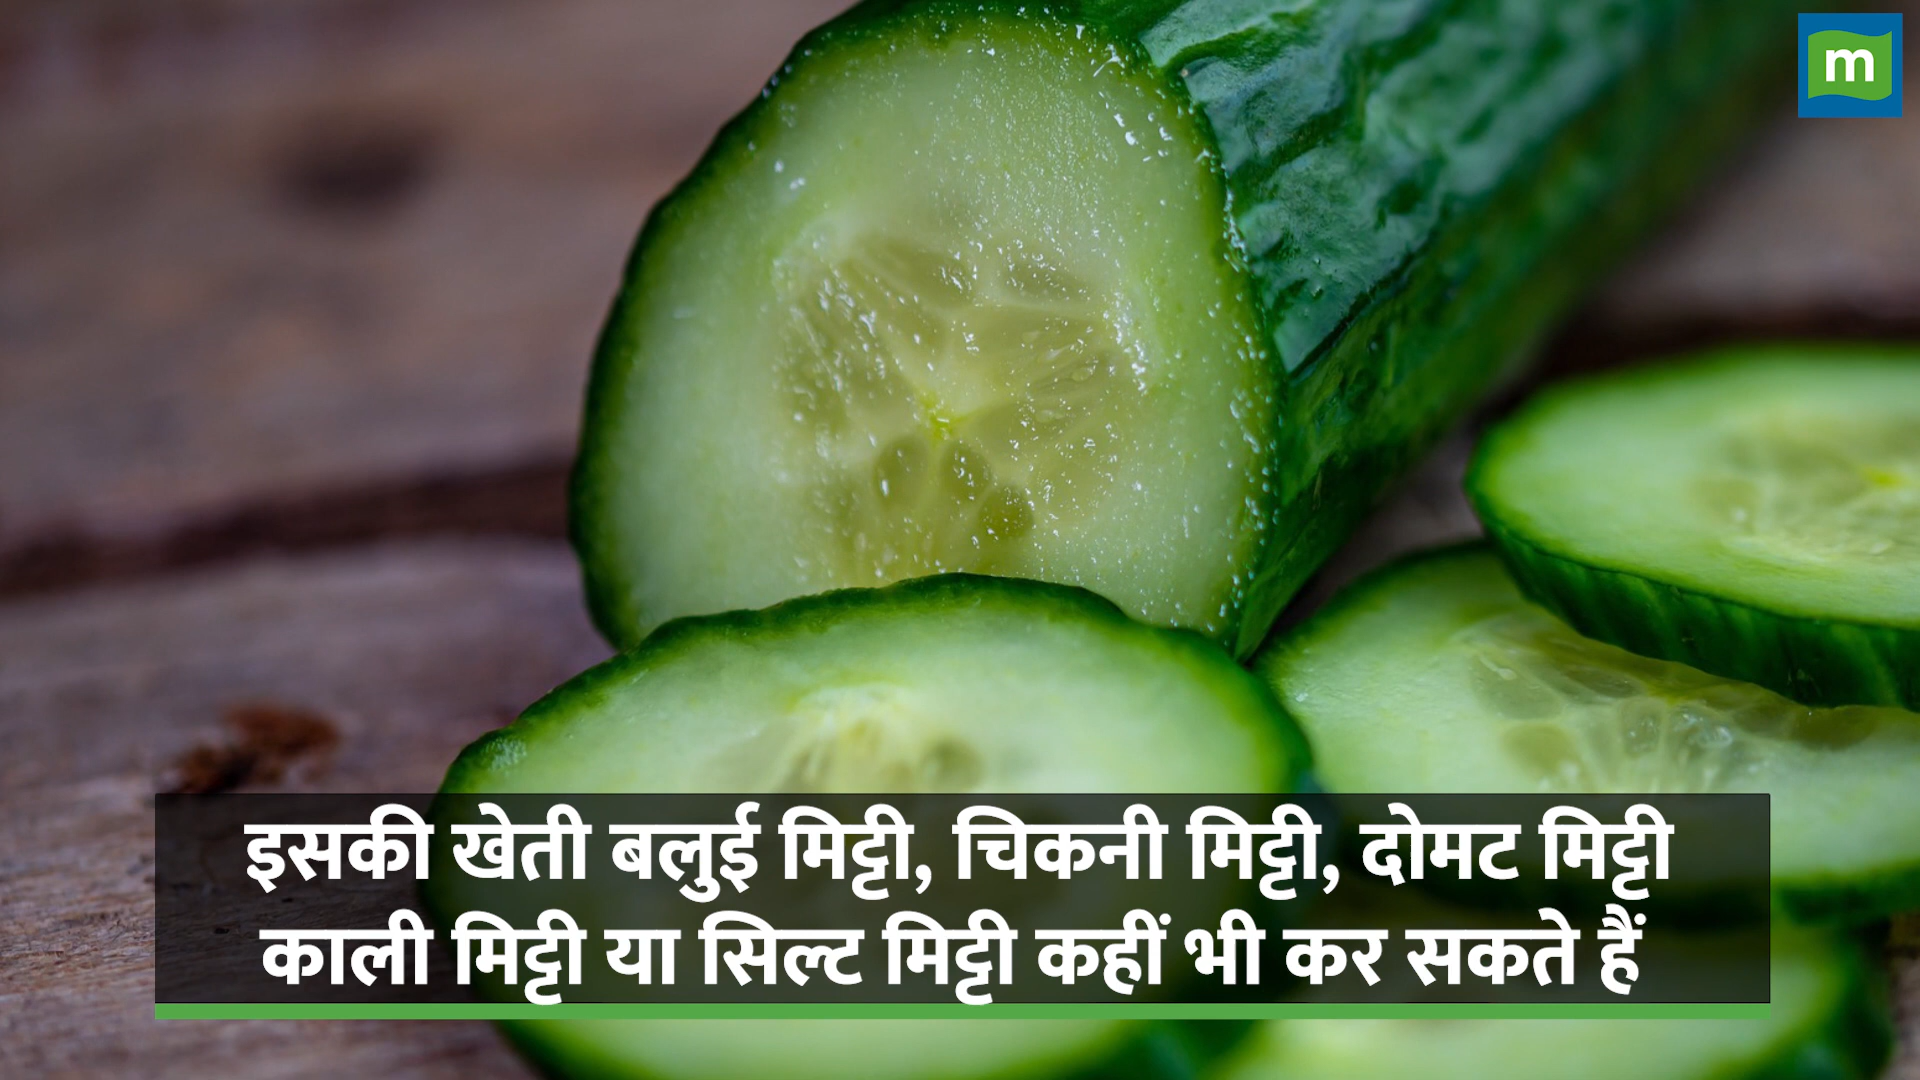 m
इसकी खेती बलुई मिट्टी, चिकनी मिट्टी, दोमट मिट्टी
काली मिट्टी या सिल्ट मिट्टी कहीं भी कर सकते हैं